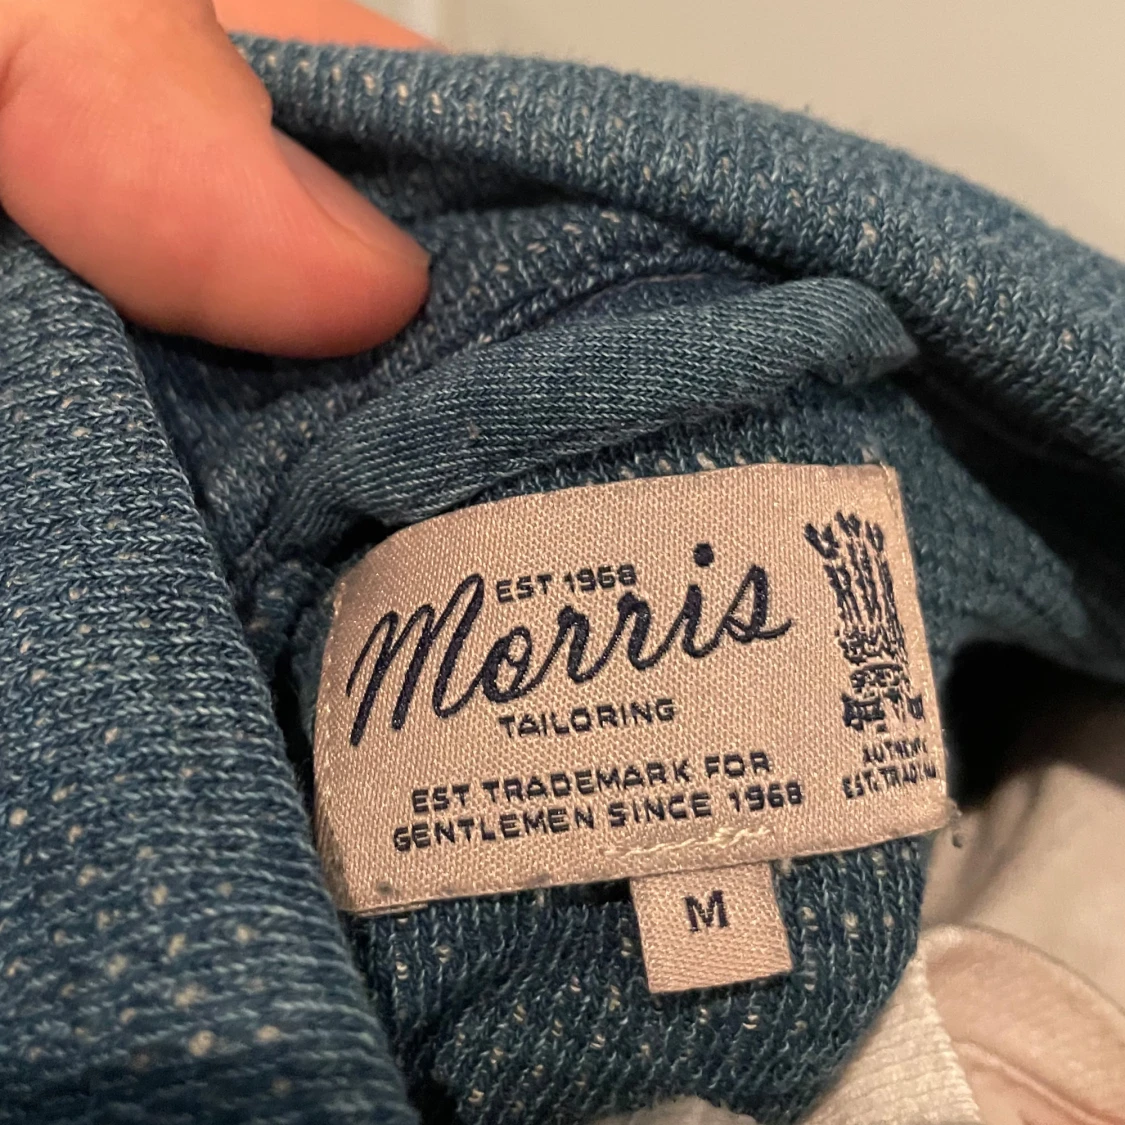 EST 1968
Morris
TAILORING
EST TRADEMARK FOR
GENTLEMEN SINCE 1968
M